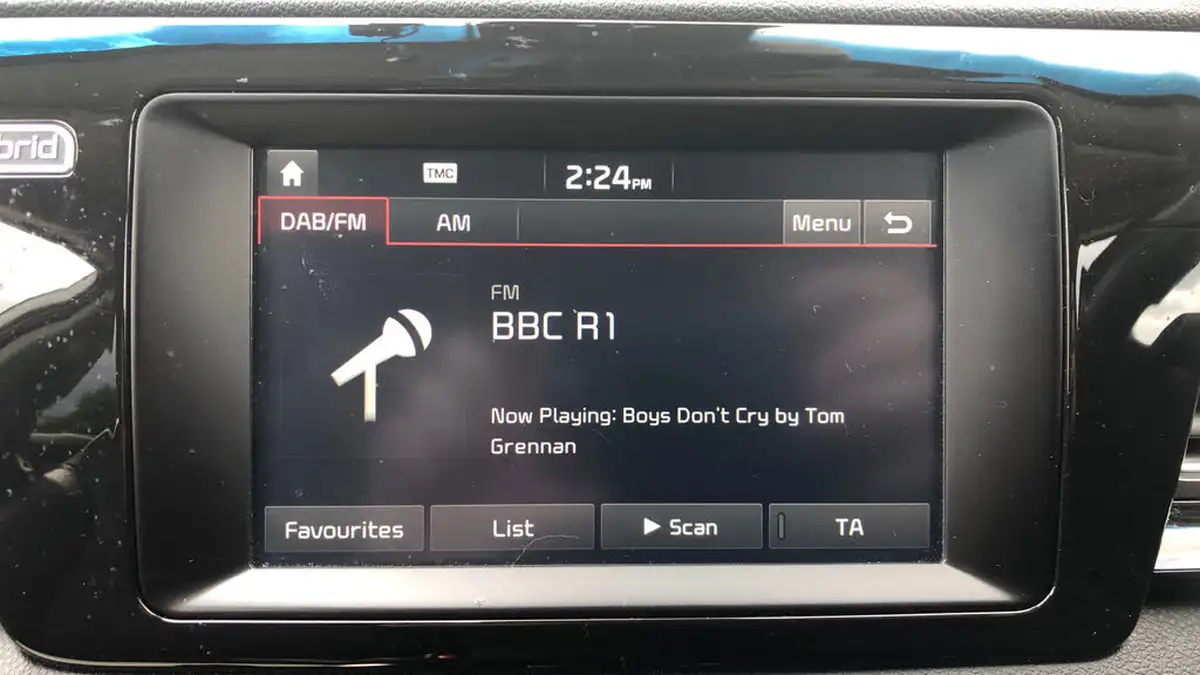 brid
TMC
2:24PM
DAB/FM
AM
Menu
FM
BBC R1
Now Playing: Boys Don't Cry by Tom
Grennan
Favourites
List
Scan
TA